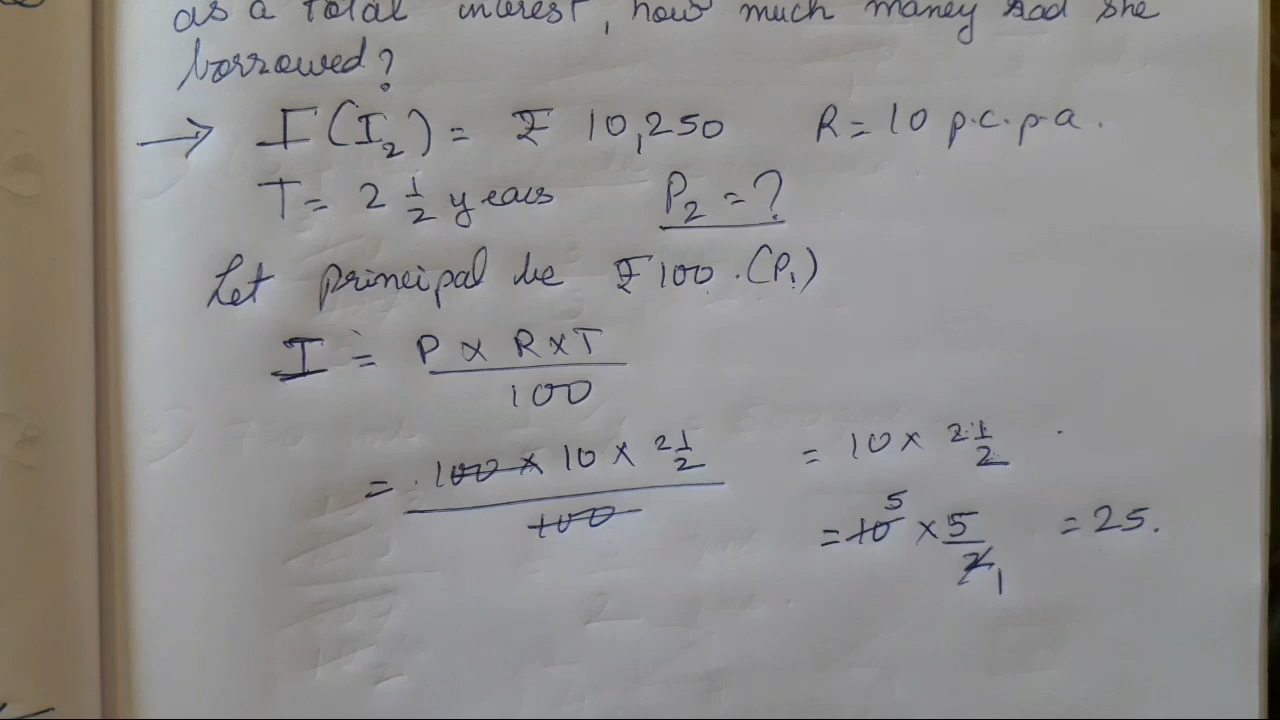 as a total interest, how much money had she
borrowed?
→ I (I₂) = ₹ 10,250 R = 10 p.c.p.a.
T = 2 1/2 years P₂ = ?
Let principal be ₹ 100. (P₁)
I = P × R × T / 100
= 100 × 10 × 2 1/2 / 100 = 10 × 2 1/2
= 10 5 × 5 / 2 1 = 25.